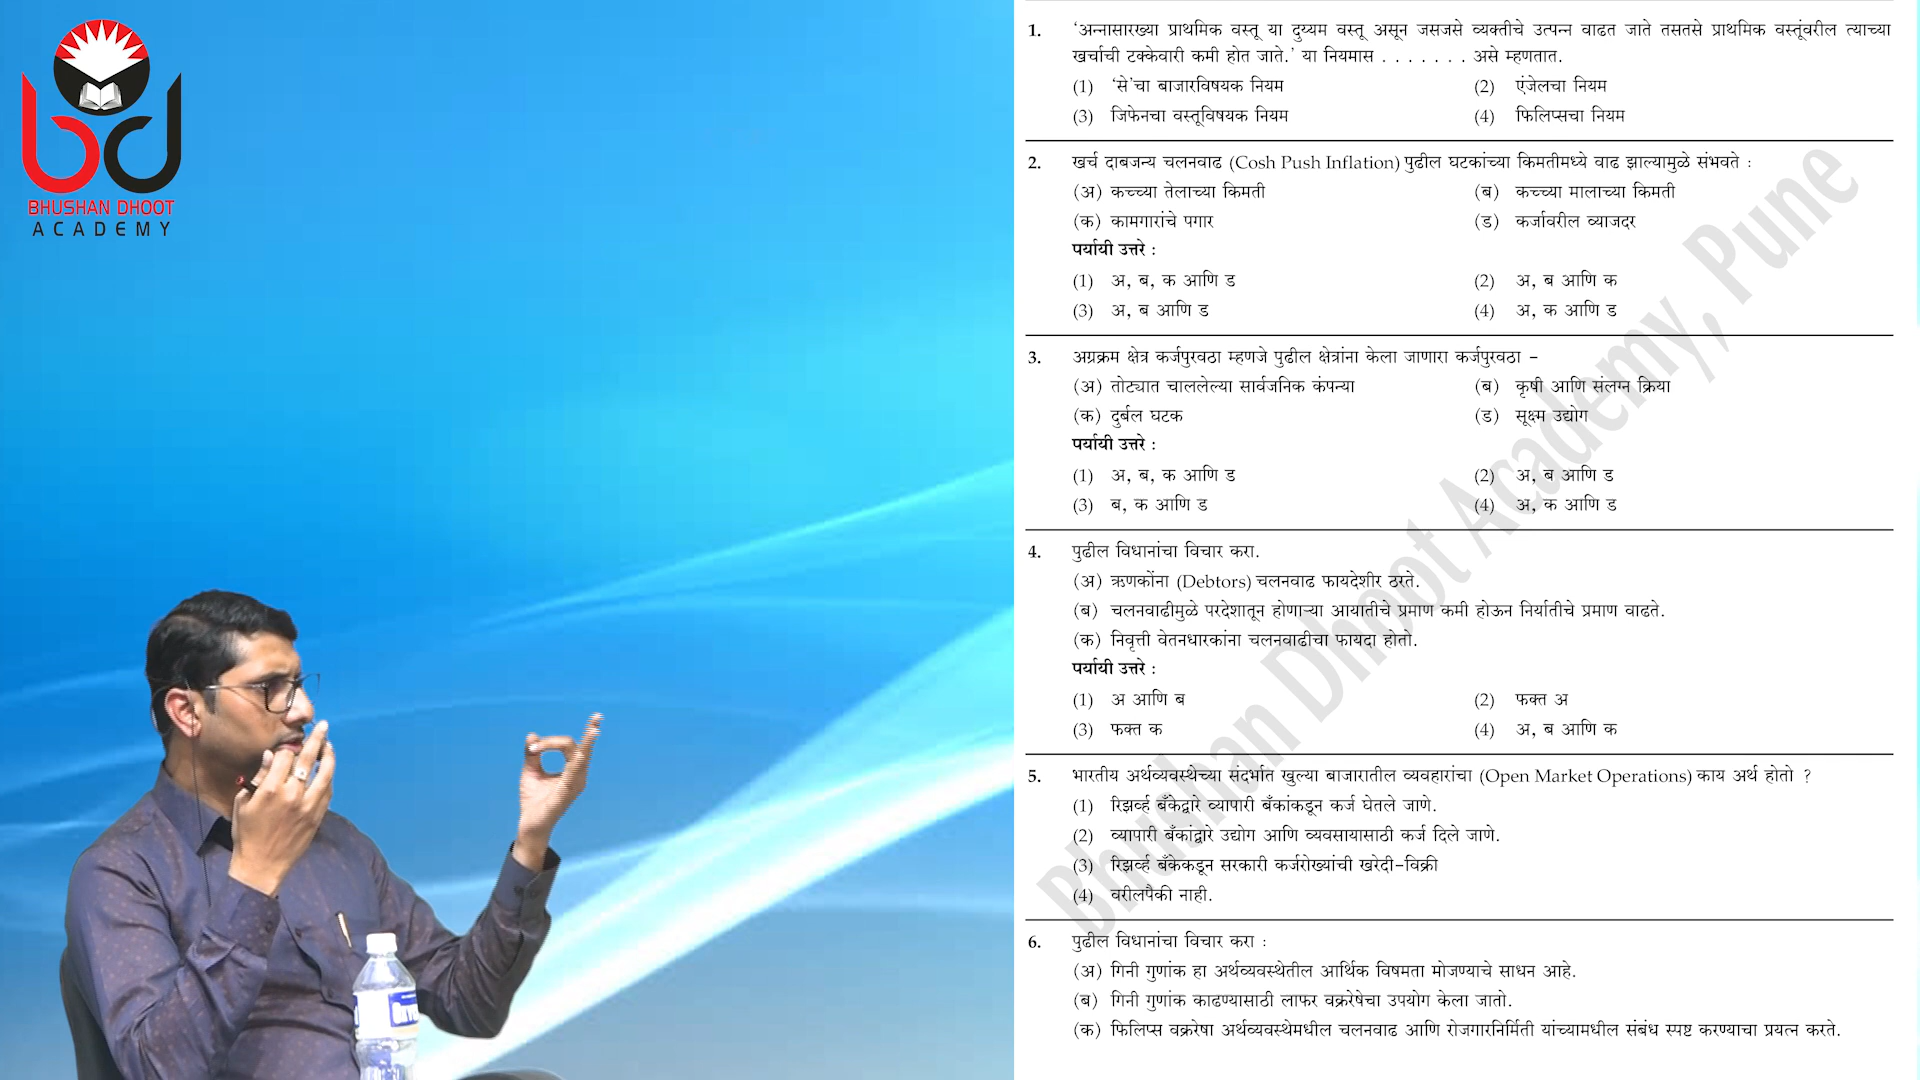 BHUSHAN DHOOT
ACADEMY
1. ‘अन्नासारख्या प्राथमिक वस्तू या दुय्यम वस्तू असून जसजसे व्यक्तीचे उत्पन्न वाढत जाते तसतसे प्राथमिक वस्तूंवरील त्याच्या
खर्चाची टक्केवारी कमी होत जाते.’ या नियमास . . . . . . . असे म्हणतात.
(1) ‘से’चा बाजारविषयक नियम (2) एंजेलचा नियम
(3) जिफेनचा वस्तूविषयक नियम (4) फिलिप्सचा नियम
2. खर्च दाबजन्य चलनवाढ (Cosh Push Inflation) पुढील घटकांच्या किमतीमध्ये वाढ झाल्यामुळे संभवते :
(अ) कच्च्या तेलाच्या किमती (ब) कच्च्या मालाच्या किमती
(क) कामगारांचे पगार (ड) कर्जावरील व्याजदर
पर्यायी उत्तरे :
(1) अ, ब, क आणि ड (2) अ, ब आणि क
(3) अ, ब आणि ड (4) अ, क आणि ड
3. अग्रक्रम क्षेत्र कर्जपुरवठा म्हणजे पुढील क्षेत्रांना केला जाणारा कर्जपुरवठा –
(अ) तोट्यात चाललेल्या सार्वजनिक कंपन्या (ब) कृषी आणि संलग्न क्रिया
(क) दुर्बल घटक (ड) सूक्ष्म उद्योग
पर्यायी उत्तरे :
(1) अ, ब, क आणि ड (2) अ, ब आणि ड
(3) ब, क आणि ड (4) अ, क आणि ड
4. पुढील विधानांचा विचार करा.
(अ) ऋणकोंना (Debtors) चलनवाढ फायदेशीर ठरते.
(ब) चलनवाढीमुळे परदेशातून होणाऱ्या आयातीचे प्रमाण कमी होऊन निर्यातीचे प्रमाण वाढते.
(क) निवृत्ती वेतनधारकांना चलनवाढीचा फायदा होतो.
पर्यायी उत्तरे :
(1) अ आणि ब (2) फक्त अ
(3) फक्त क (4) अ, ब आणि क
5. भारतीय अर्थव्यवस्थेच्या संदर्भात खुल्या बाजारातील व्यवहारांचा (Open Market Operations) काय अर्थ होतो ?
(1) रिझर्व्ह बँकेद्वारे व्यापारी बँकांकडून कर्ज घेतले जाणे.
(2) व्यापारी बँकांद्वारे उद्योग आणि व्यवसायासाठी कर्ज दिले जाणे.
(3) रिझर्व्ह बँकेकडून सरकारी कर्जरोख्यांची खरेदी-विक्री
(4) वरीलपैकी नाही.
6. पुढील विधानांचा विचार करा :
(अ) गिनी गुणांक हा अर्थव्यवस्थेतील आर्थिक विषमता मोजण्याचे साधन आहे.
(ब) गिनी गुणांक काढण्यासाठी लाफर वक्ररेषेचा उपयोग केला जातो.
(क) फिलिप्स वक्ररेषा अर्थव्यवस्थेमधील चलनवाढ आणि रोजगारनिर्मिती यांच्यामधील संबंध स्पष्ट करण्याचा प्रयत्न करते.
Bhushan Dhoot Academy, Pune